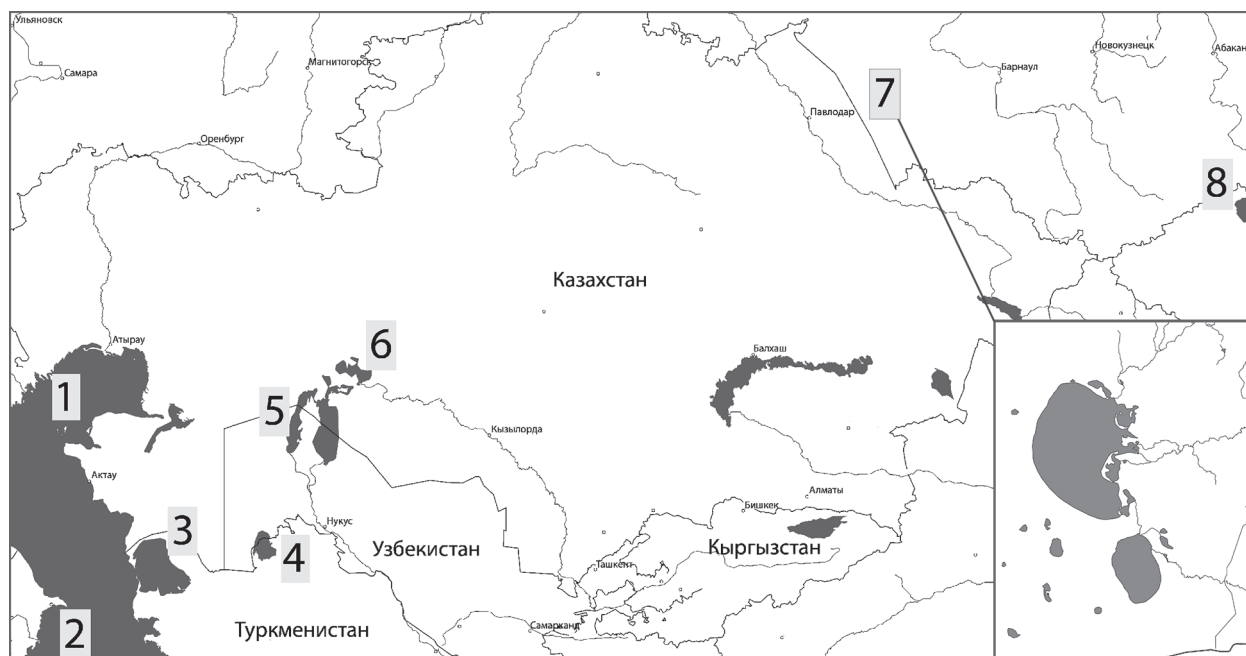 Ульяновск
Самара
Магнитогорск
Оренбург
Павлодар
7
Барнаул
Новокузнецк
Абакан
8
Казахстан
Атырау
1
6
5
Балхаш
Кызылорда
Актау
3
4
Нукус
Узбекистан
Алматы
Бишкек
Кыргызстан
Ташкент
2
Туркменистан
Самарканд